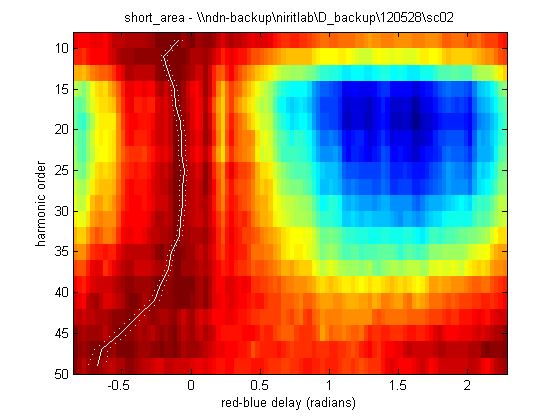 short_area - \\ndn-backup\niritlab\D_backup\120528\sc02
10
15
20
25
30
35
40
45
50
harmonic order
-0.5 0 0.5 1 1.5 2
red-blue delay (radians)